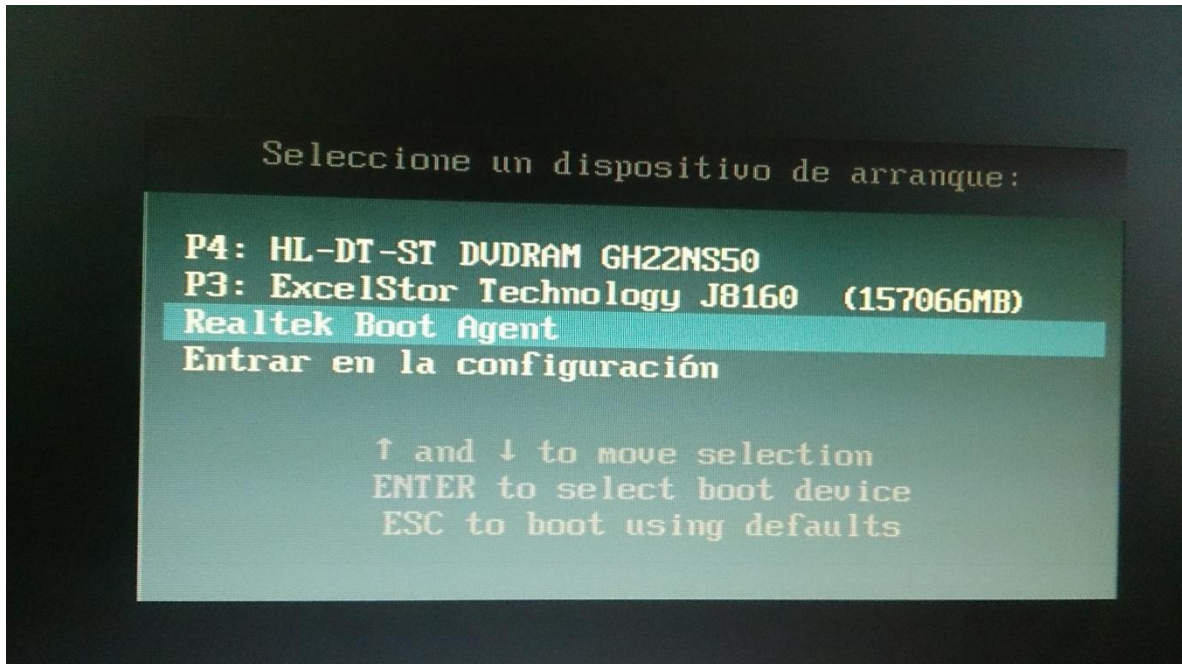 Seleccione un dispositivo de arranque:
P4: HL-DT-ST DVDRAM GH22NS50
P3: ExcelStor Technology J8160 (157066MB)
Realtek Boot Agent
Entrar en la configuración
↑ and ↓ to move selection
ENTER to select boot device
ESC to boot using defaults